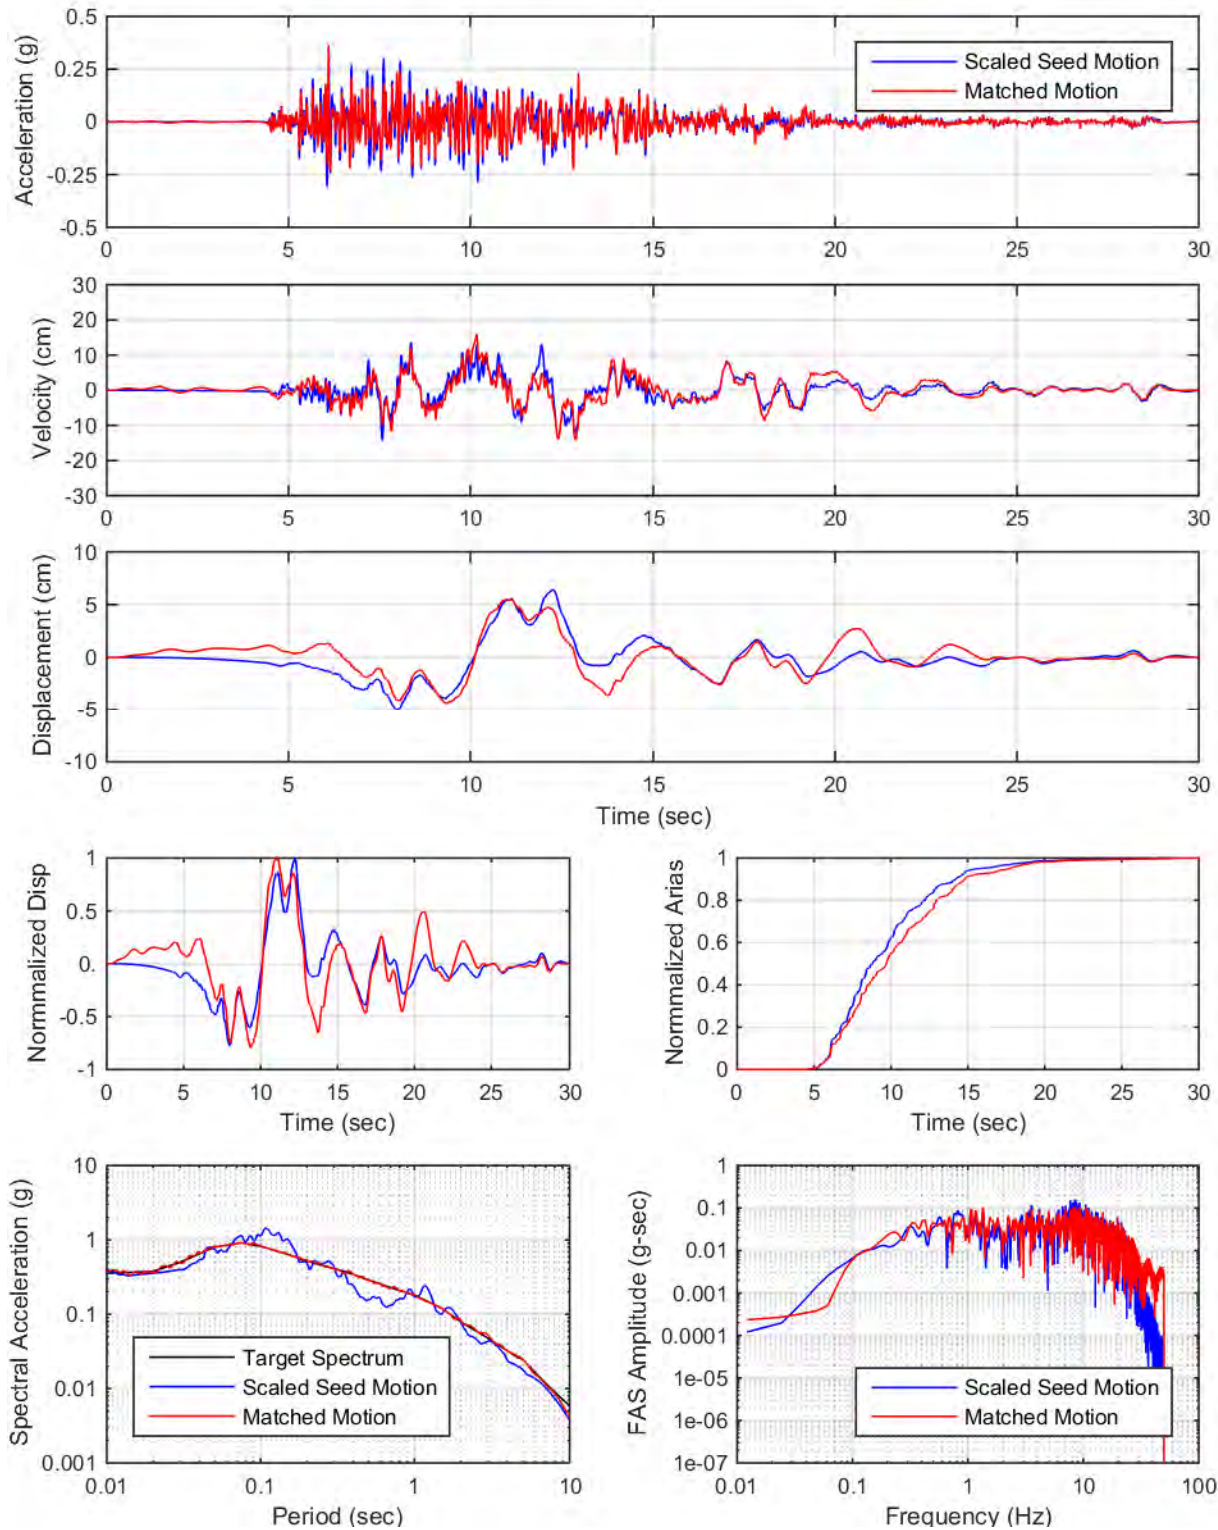 Acceleration (g)
0.5
0.25
0
-0.25
-0.5
Scaled Seed Motion
Matched Motion
0 5 10 15 20 25 30
Velocity (cm)
30
20
10
0
-10
-20
-30
0 5 10 15 20 25 30
Displacement (cm)
10
5
0
-5
-10
0 5 10 15 20 25 30
Time (sec)
Normmalized Disp
1
0.5
0
-0.5
-1
0 5 10 15 20 25 30
Time (sec)
Normmalized Arias
1
0.8
0.6
0.4
0.2
0
0 5 10 15 20 25 30
Time (sec)
Spectral Acceleration (g)
10
1
0.1
0.01
0.001
Target Spectrum
Scaled Seed Motion
Matched Motion
0.01 0.1 1 10
Period (sec)
FAS Amplitude (g-sec)
1
0.1
0.01
0.001
0.0001
1e-05
1e-06
1e-07
Scaled Seed Motion
Matched Motion
0.01 0.1 1 10 100
Frequency (Hz)